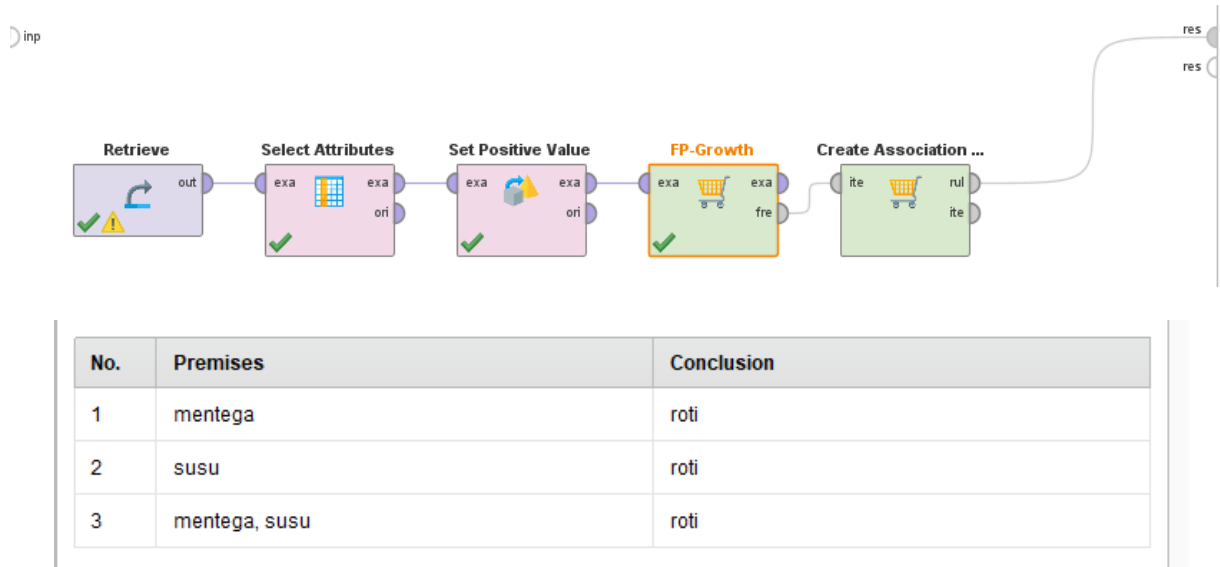 inp
res
res
Retrieve
out
Select Attributes
exa exa
ori
Set Positive Value
exa exa
ori
FP-Growth
exa exa
fre
Create Association ...
ite rul
ite
No. Premises Conclusion
1 mentega roti
2 susu roti
3 mentega, susu roti